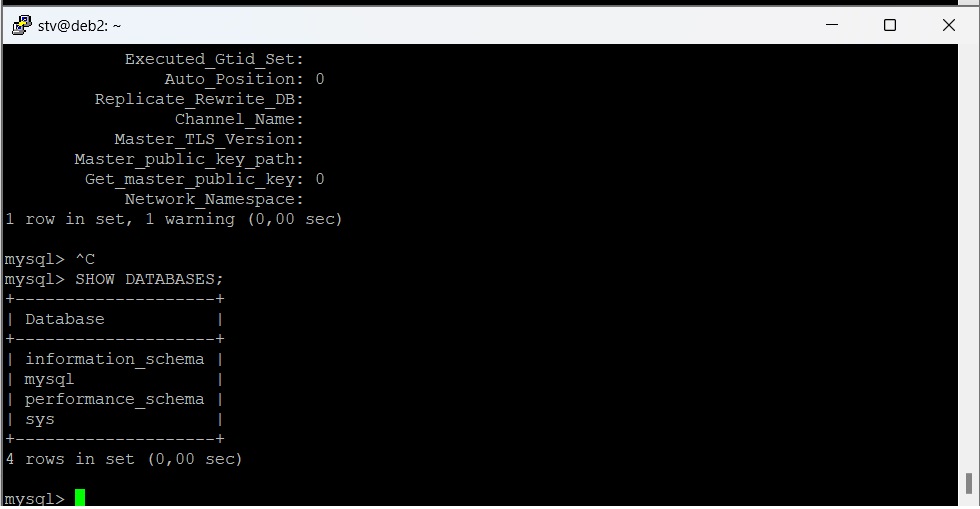 stv@deb2: ~
Executed_Gtid_Set:
Auto_Position: 0
Replicate_Rewrite_DB:
Channel_Name:
Master_TLS_Version:
Master_public_key_path:
Get_master_public_key: 0
Network_Namespace:
1 row in set, 1 warning (0,00 sec)
mysql> ^C
mysql> SHOW DATABASES;
+--------------------+
| Database           |
+--------------------+
| information_schema |
| mysql              |
| performance_schema |
| sys                |
+--------------------+
4 rows in set (0,00 sec)
mysql>